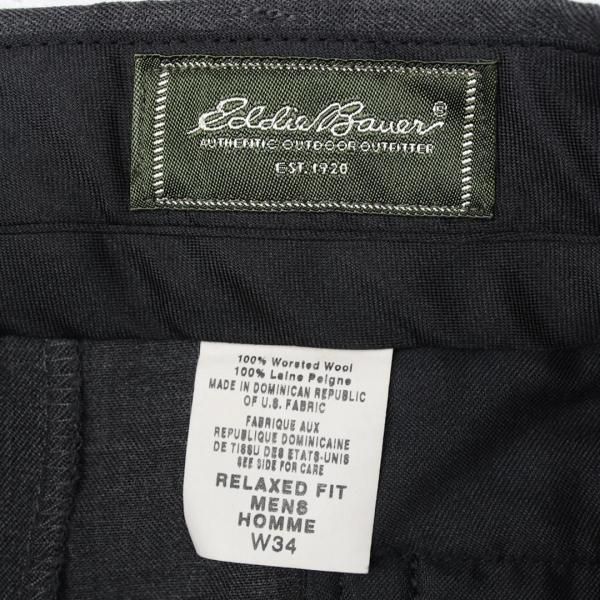 Eddie Bauer®
AUTHENTIC OUTDOOR OUTFITTER
EST. 1920
100% Worsted Wool
100% Laine Peigne
MADE IN DOMINICAN REPUBLIC
OF U.S. FABRIC
FABRIQUE AUX
REPUBLIQUE DOMINICAINE
DE TISSU DES ETATS-UNIS
SEE SIDE FOR CARE
RELAXED FIT
MENS
HOMME
W34